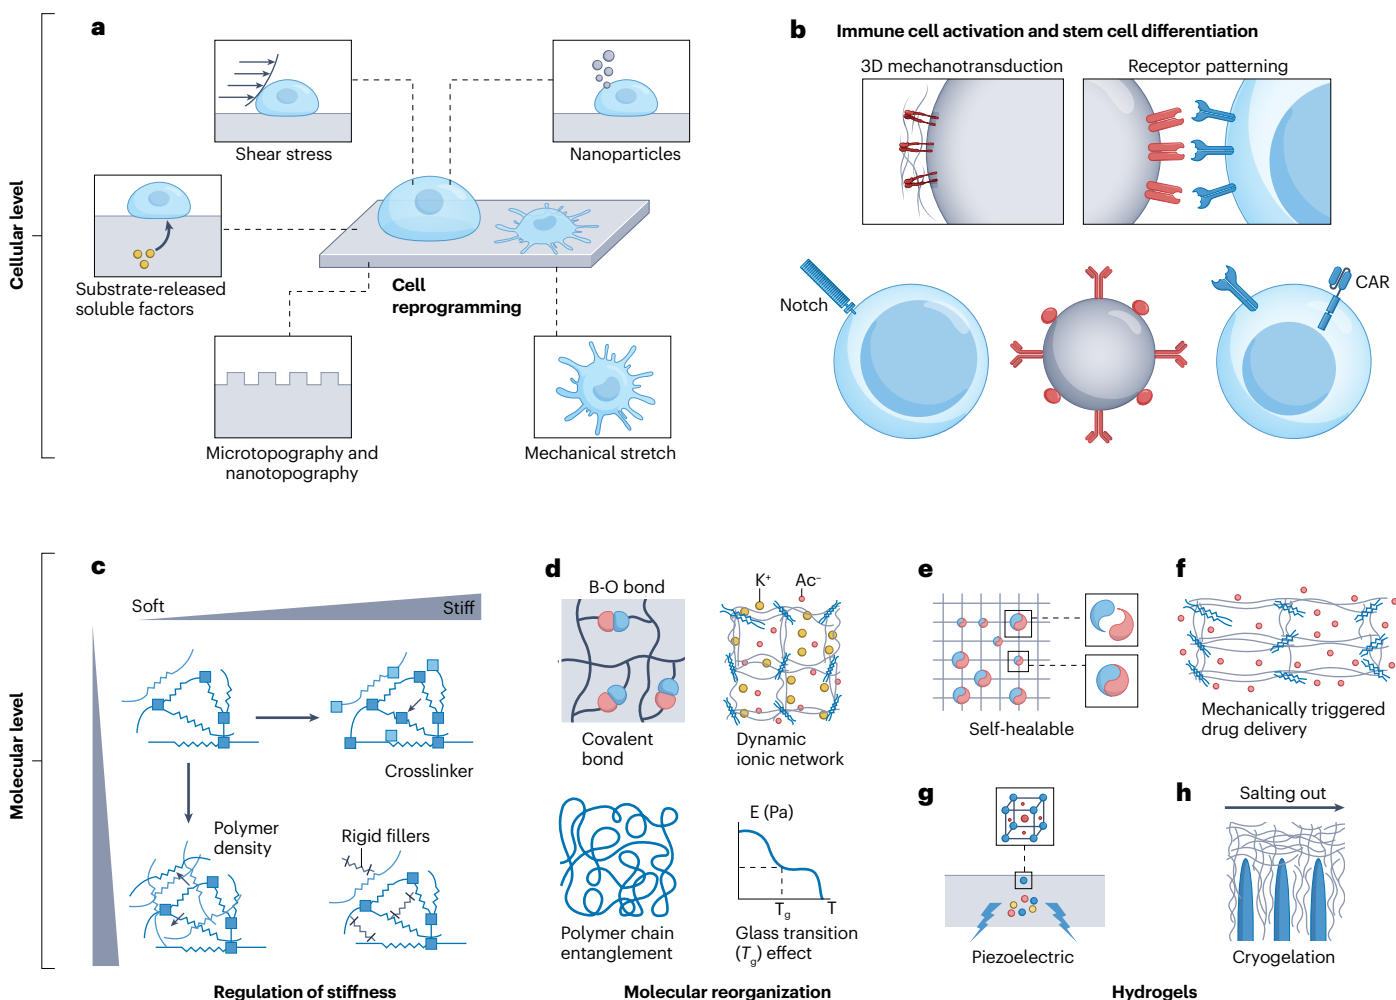 Cellular level
a
Shear stress
Nanoparticles
Substrate-released
soluble factors
Cell
reprogramming
Microtopography and
nanotopography
Mechanical stretch
b
Immune cell activation and stem cell differentiation
3D mechanotransduction
Receptor patterning
Notch
CAR
Molecular level
c
Soft
Stiff
Crosslinker
Polymer
density
Rigid fillers
Regulation of stiffness
d
B-O bond
Covalent
bond
K⁺
Ac⁻
Dynamic
ionic network
Polymer chain
entanglement
E (Pa)
Tg
T
Glass transition
(Tg) effect
Molecular reorganization
e
Self-healable
f
Mechanically triggered
drug delivery
g
Piezoelectric
h
Salting out
Cryogelation
Hydrogels